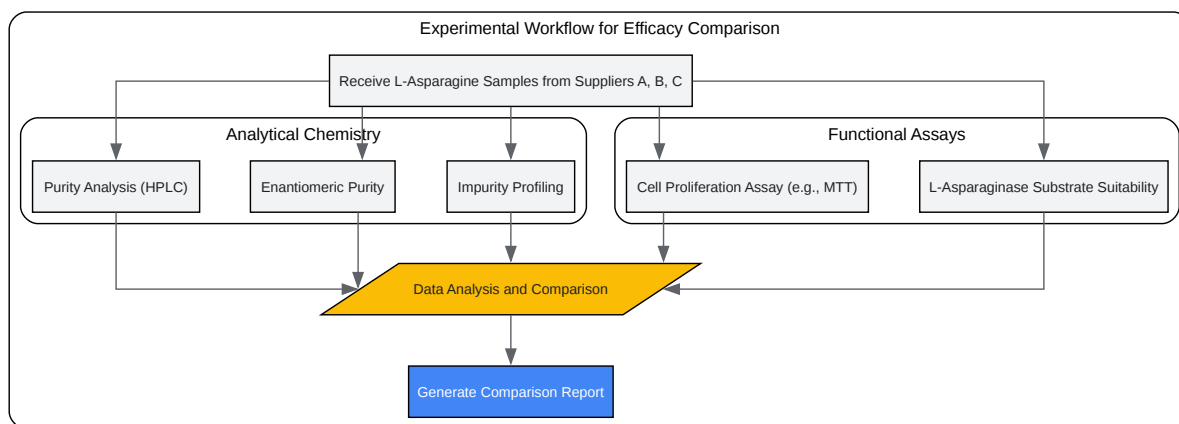 Experimental Workflow for Efficacy Comparison
Receive L-Asparagine Samples from Suppliers A, B, C
Analytical Chemistry
Functional Assays
Purity Analysis (HPLC)
Enantiomeric Purity
Impurity Profiling
Cell Proliferation Assay (e.g., MTT)
L-Asparaginase Substrate Suitability
Data Analysis and Comparison
Generate Comparison Report